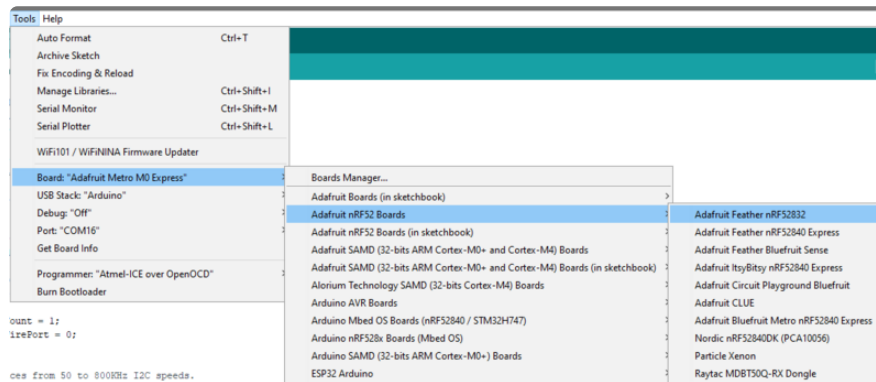 Tools Help
Auto Format Ctrl+T
Archive Sketch
Fix Encoding & Reload
Manage Libraries... Ctrl+Shift+I
Serial Monitor Ctrl+Shift+M
Serial Plotter Ctrl+Shift+L
WiFi101 / WiFiNINA Firmware Updater
Board: "Adafruit Metro M0 Express"
USB Stack: "Arduino"
Debug: "Off"
Port: "COM16"
Get Board Info
Programmer: "Atmel-ICE over OpenOCD"
Burn Bootloader
Boards Manager...
Adafruit Boards (in sketchbook)
Adafruit nRF52 Boards
Adafruit nRF52 Boards (in sketchbook)
Adafruit SAMD (32-bits ARM Cortex-M0+ and Cortex-M4) Boards
Adafruit SAMD (32-bits ARM Cortex-M0+ and Cortex-M4) Boards (in sketchbook)
Alorium Technology SAMD (32-bits Cortex-M4) Boards
Arduino AVR Boards
Arduino Mbed OS Boards (nRF52840 / STM32H747)
Arduino nRF528x Boards (Mbed OS)
Arduino SAMD (32-bits ARM Cortex-M0+) Boards
ESP32 Arduino
Adafruit Feather nRF52832
Adafruit Feather nRF52840 Express
Adafruit Feather Bluefruit Sense
Adafruit ItsyBitsy nRF52840 Express
Adafruit Circuit Playground Bluefruit
Adafruit CLUE
Adafruit Bluefruit Metro nRF52840 Express
Nordic nRF52840DK (PCA10056)
Particle Xenon
Raytac MDBT50Q-RX Dongle
ount = 1;
irePort = 0;
ces from 50 to 800KHz I2C speeds.